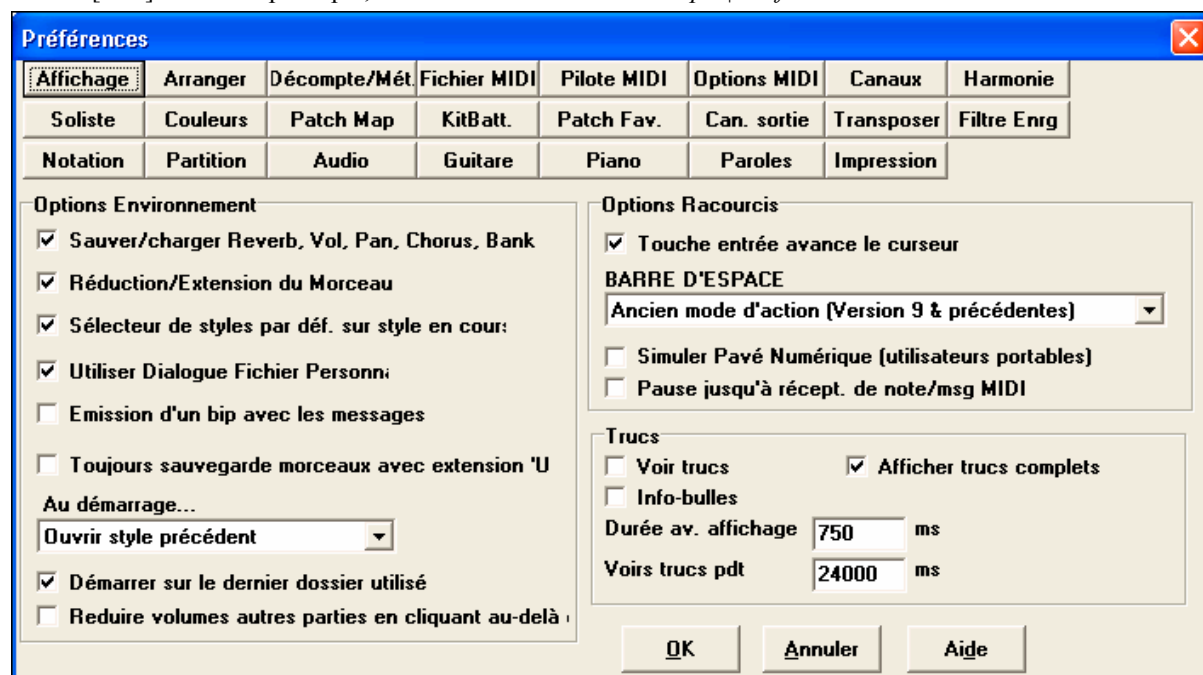 Préférences
Affichage Arranger Décompte/Mét. Fichier MIDI Pilote MIDI Options MIDI Canaux Harmonie
Soliste Couleurs Patch Map KitBatt. Patch Fav. Can. sortie Transposer Filtre Enrg
Notation Partition Audio Guitare Piano Paroles Impression
Options Environnement
Sauver/charger Reverb, Vol, Pan, Chorus, Bank
Réduction/Extension du Morceau
Sélecteur de styles par déf. sur style en cour
Utiliser Dialogue Fichier Personn
Emission d'un bip avec les messages
Toujours sauvegarde morceaux avec extension 'U
Au démarrage...
Ouvrir style précédent
Démarrer sur le dernier dossier utilisé
Reduire volumes autres parties en cliquant au-delà
Options Racourcis
Touche entrée avance le curseur
BARRE D'ESPACE
Ancien mode d'action (Version 9 & précédentes)
Simuler Pavé Numérique (utilisateurs portables)
Pause jusqu'à récept. de note/msg MIDI
Trucs
Voir trucs Afficher trucs complets
Info-bulles
Durée av. affichage 750 ms
Voirs trucs pdt 24000 ms
OK Annuler Aide